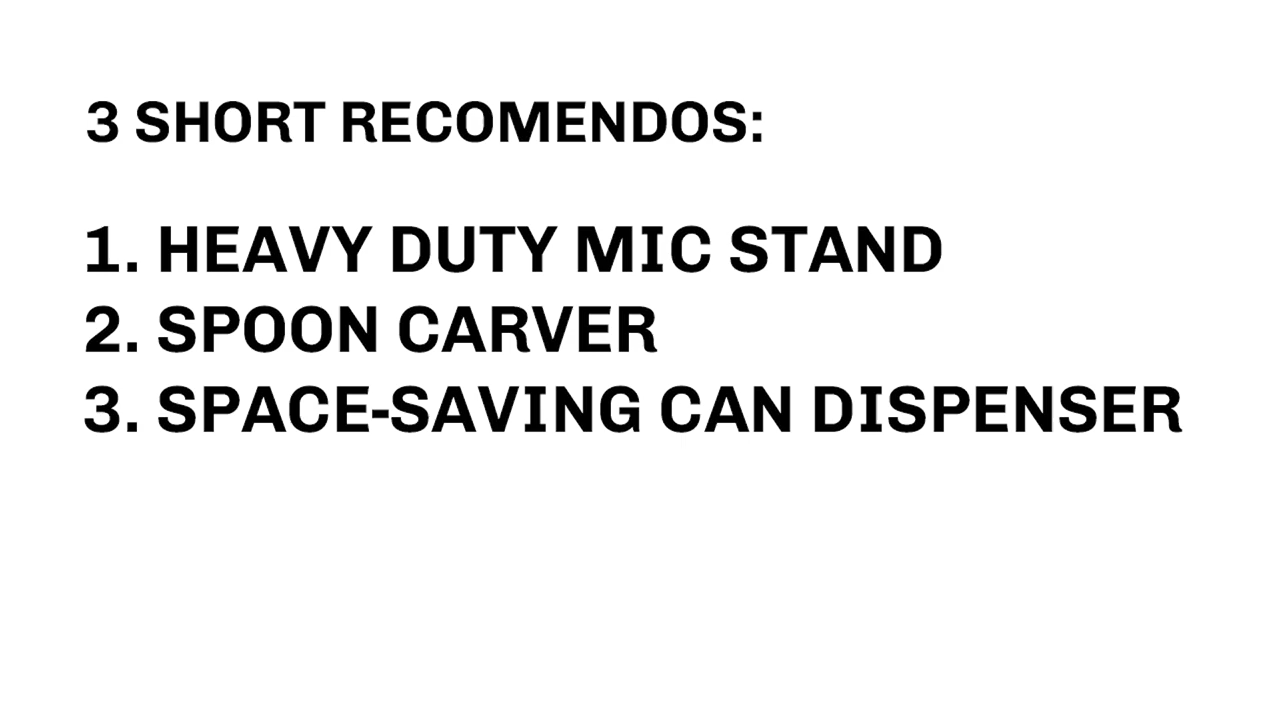 3 SHORT RECOMENDOS:
1. HEAVY DUTY MIC STAND
2. SPOON CARVER
3. SPACE-SAVING CAN DISPENSER